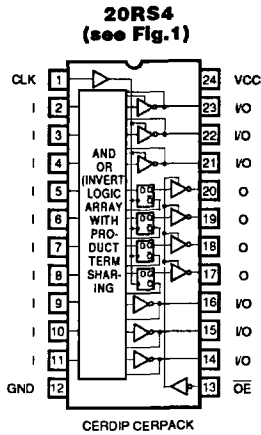 20RS4
(see Fig.1)
CLK 1 24 VCC
I 2 23 I/O
I 3 22 I/O
I 4 21 I/O
I 5 20 O
I 6 19 O
I 7 18 O
I 8 17 O
I 9 16 I/O
I 10 15 I/O
I 11 14 I/O
GND 12 13 OE
AND
OR
(INVERT
LOGIC
ARRAY
WITH
PRO-
DUCT
TERM
SHAR-
ING
CERDIP CERPACK